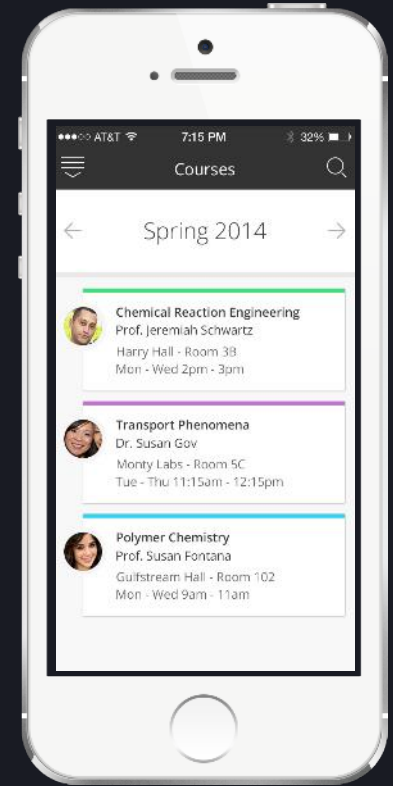 AT&T 7:15 PM 32%
Courses
Spring 2014
Chemical Reaction Engineering
Prof. Jeremiah Schwartz
Harry Hall - Room 3B
Mon - Wed 2pm - 3pm
Transport Phenomena
Dr. Susan Gov
Monty Labs - Room 5C
Tue - Thu 11:15am - 12:15pm
Polymer Chemistry
Prof. Susan Fontana
Gulfstream Hall - Room 102
Mon - Wed 9am - 11am